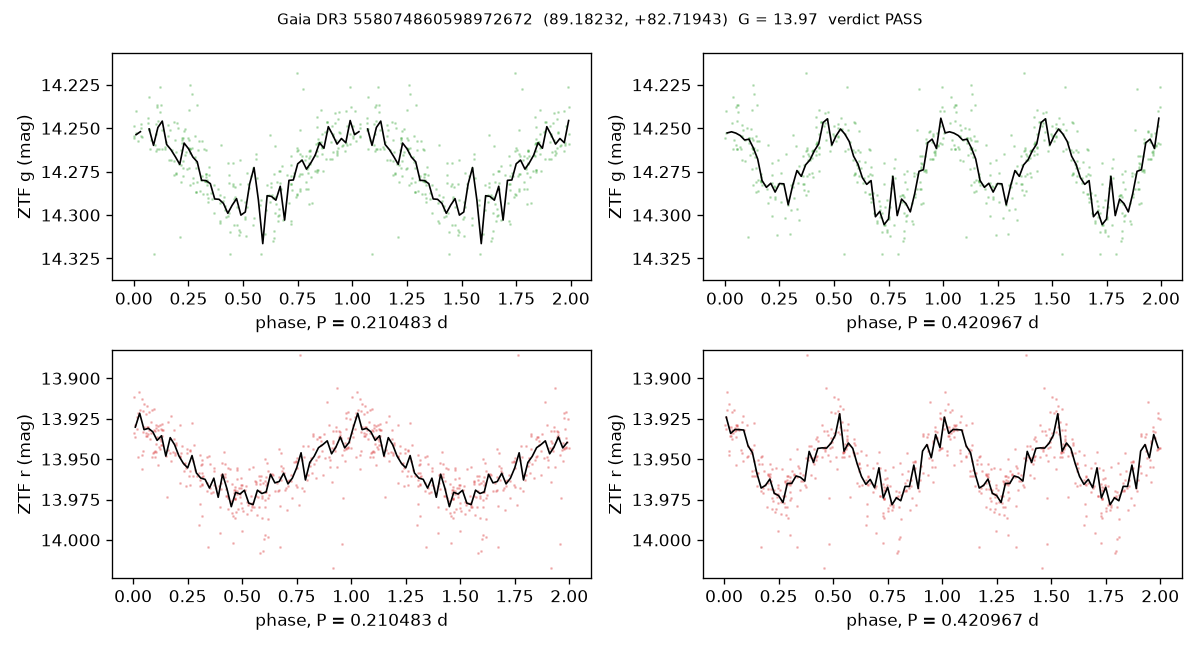 Gaia DR3 558074860598972672 (89.18232, +82.71943) G = 13.97 verdict PASS
14.225
14.250
14.275
14.300
14.325
ZTF g (mag)
0.00 0.25 0.50 0.75 1.00 1.25 1.50 1.75 2.00
phase, P = 0.210483 d
14.225
14.250
14.275
14.300
14.325
ZTF g (mag)
0.00 0.25 0.50 0.75 1.00 1.25 1.50 1.75 2.00
phase, P = 0.420967 d
13.900
13.925
13.950
13.975
14.000
ZTF r (mag)
0.00 0.25 0.50 0.75 1.00 1.25 1.50 1.75 2.00
phase, P = 0.210483 d
13.900
13.925
13.950
13.975
14.000
ZTF r (mag)
0.00 0.25 0.50 0.75 1.00 1.25 1.50 1.75 2.00
phase, P = 0.420967 d